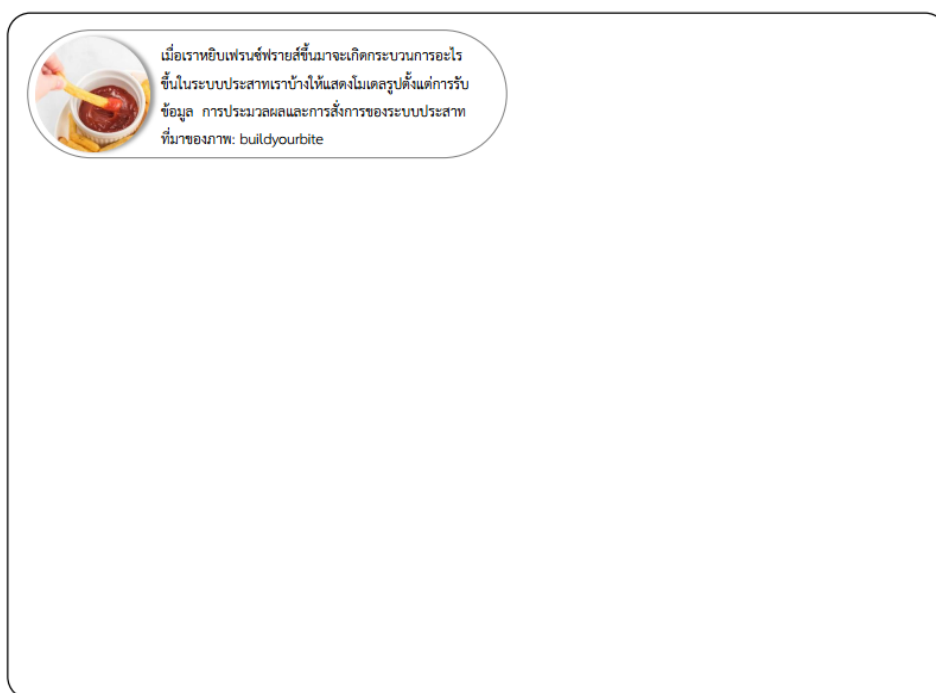 เมื่อเราหยิบเฟรนช์ฟรายส์ขึ้นมาจะเกิดกระบวนการอะไร
ขึ้นในระบบประสาทเราบ้างให้แสดงโมเดลรูปตั้งแต่การรับ
ข้อมูล การประมวลผลและการสั่งการของระบบประสาท
ที่มาของภาพ: buildyourbite